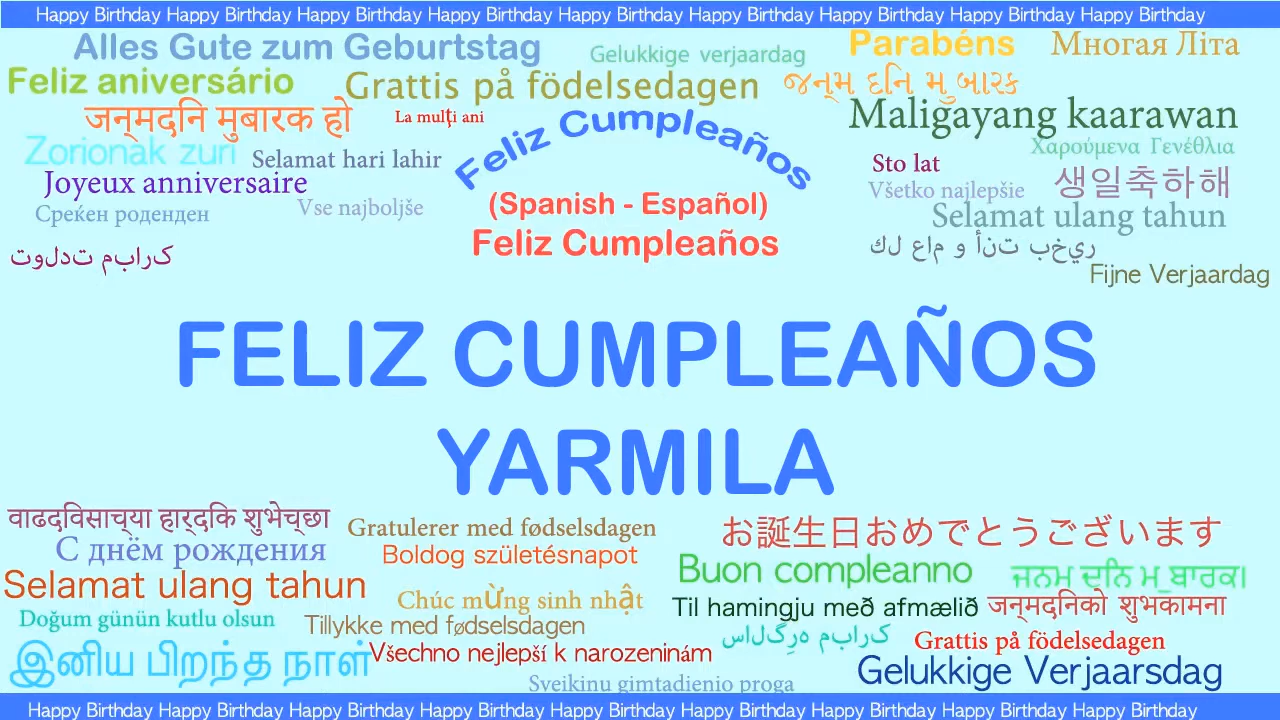 Happy Birthday Happy Birthday Happy Birthday Happy Birthday Happy Birthday Happy Birthday Happy Birthday Happy Birthday Happy Birthday
Alles Gute zum Geburtstag
Gelukkige verjaardag
Parabéns
Многая Літа
Feliz aniversário
Grattis på födelsedagen
જન્મ દિન મુબારક
जन्मदिन मुबारक हो
La mulţi ani
Feliz Cumpleaños
Maligayang kaarawan
Zorionak zuri
Selamat hari lahir
Sto lat
Χαρούμενα Γενέθλια
Joyeux anniversaire
Všetko najlepšie
생일축하해
Среќен роденден
Vse najboljše
(Spanish - Español)
Selamat ulang tahun
تولدت مبارک
Feliz Cumpleaños
كل عام و أنت بخير
Fijne Verjaardag
FELIZ CUMPLEAÑOS
YARMILA
वाढदिवसाच्या हार्दिक शुभेच्छा
Gratulerer med fødselsdagen
お誕生日おめでとうございます
С днём рождения
Boldog születésnapot
Buon compleanno
ਜਨਮ ਦਿਨ ਮੁਬਾਰਕ।
Selamat ulang tahun
Chúc mừng sinh nhật
Til hamingju með afmælið
जन्मदिनको शुभकामना
Doğum günün kutlu olsun
Tillykke med fødselsdagen
سالگرہ مبارک
Grattis på födelsedagen
இனிய பிறந்த நாள்
Všechno nejlepší k narozeninám
Gelukkige Verjaarsdag
Sveikinu gimtadienio proga
Happy Birthday Happy Birthday Happy Birthday Happy Birthday Happy Birthday Happy Birthday Happy Birthday Happy Birthday Happy Birthday